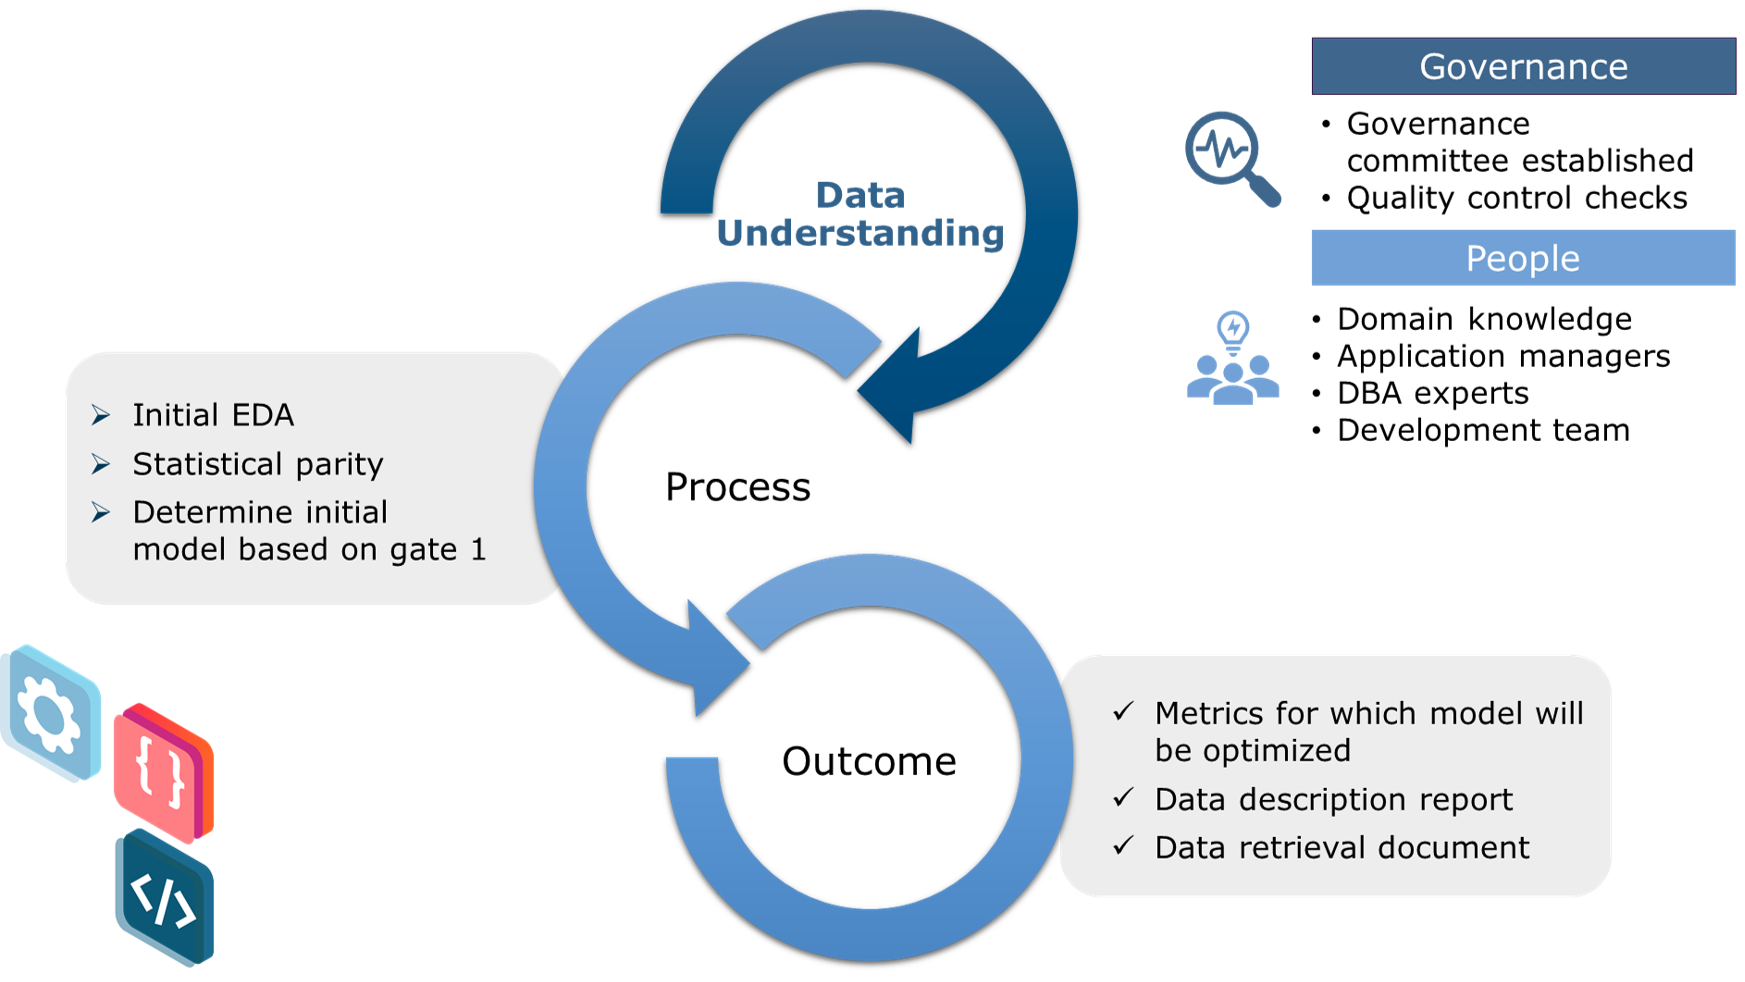 Data
Understanding
Governance
• Governance
committee established
• Quality control checks
People
• Domain knowledge
• Application managers
• DBA experts
• Development team
Process
➢ Initial EDA
➢ Statistical parity
➢ Determine initial
model based on gate 1
Outcome
✓ Metrics for which model will
be optimized
✓ Data description report
✓ Data retrieval document
{ }
</>